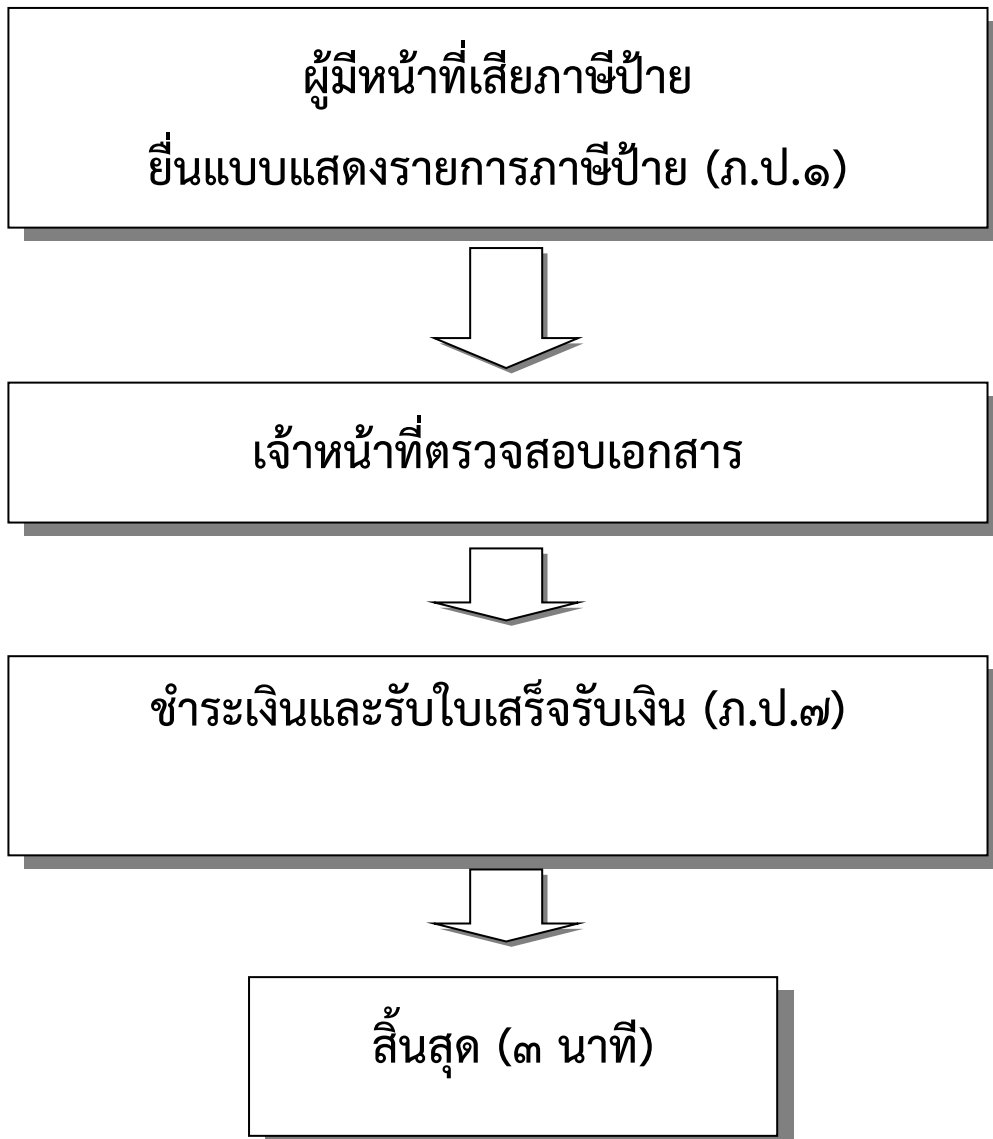 ผู้มีหน้าที่เสียภาษีป้าย
ยื่นแบบแสดงรายการภาษีป้าย (ภ.ป.๑)
เจ้าหน้าที่ตรวจสอบเอกสาร
ชำระเงินและรับใบเสร็จรับเงิน (ภ.ป.๗)
สิ้นสุด (๓ นาที)